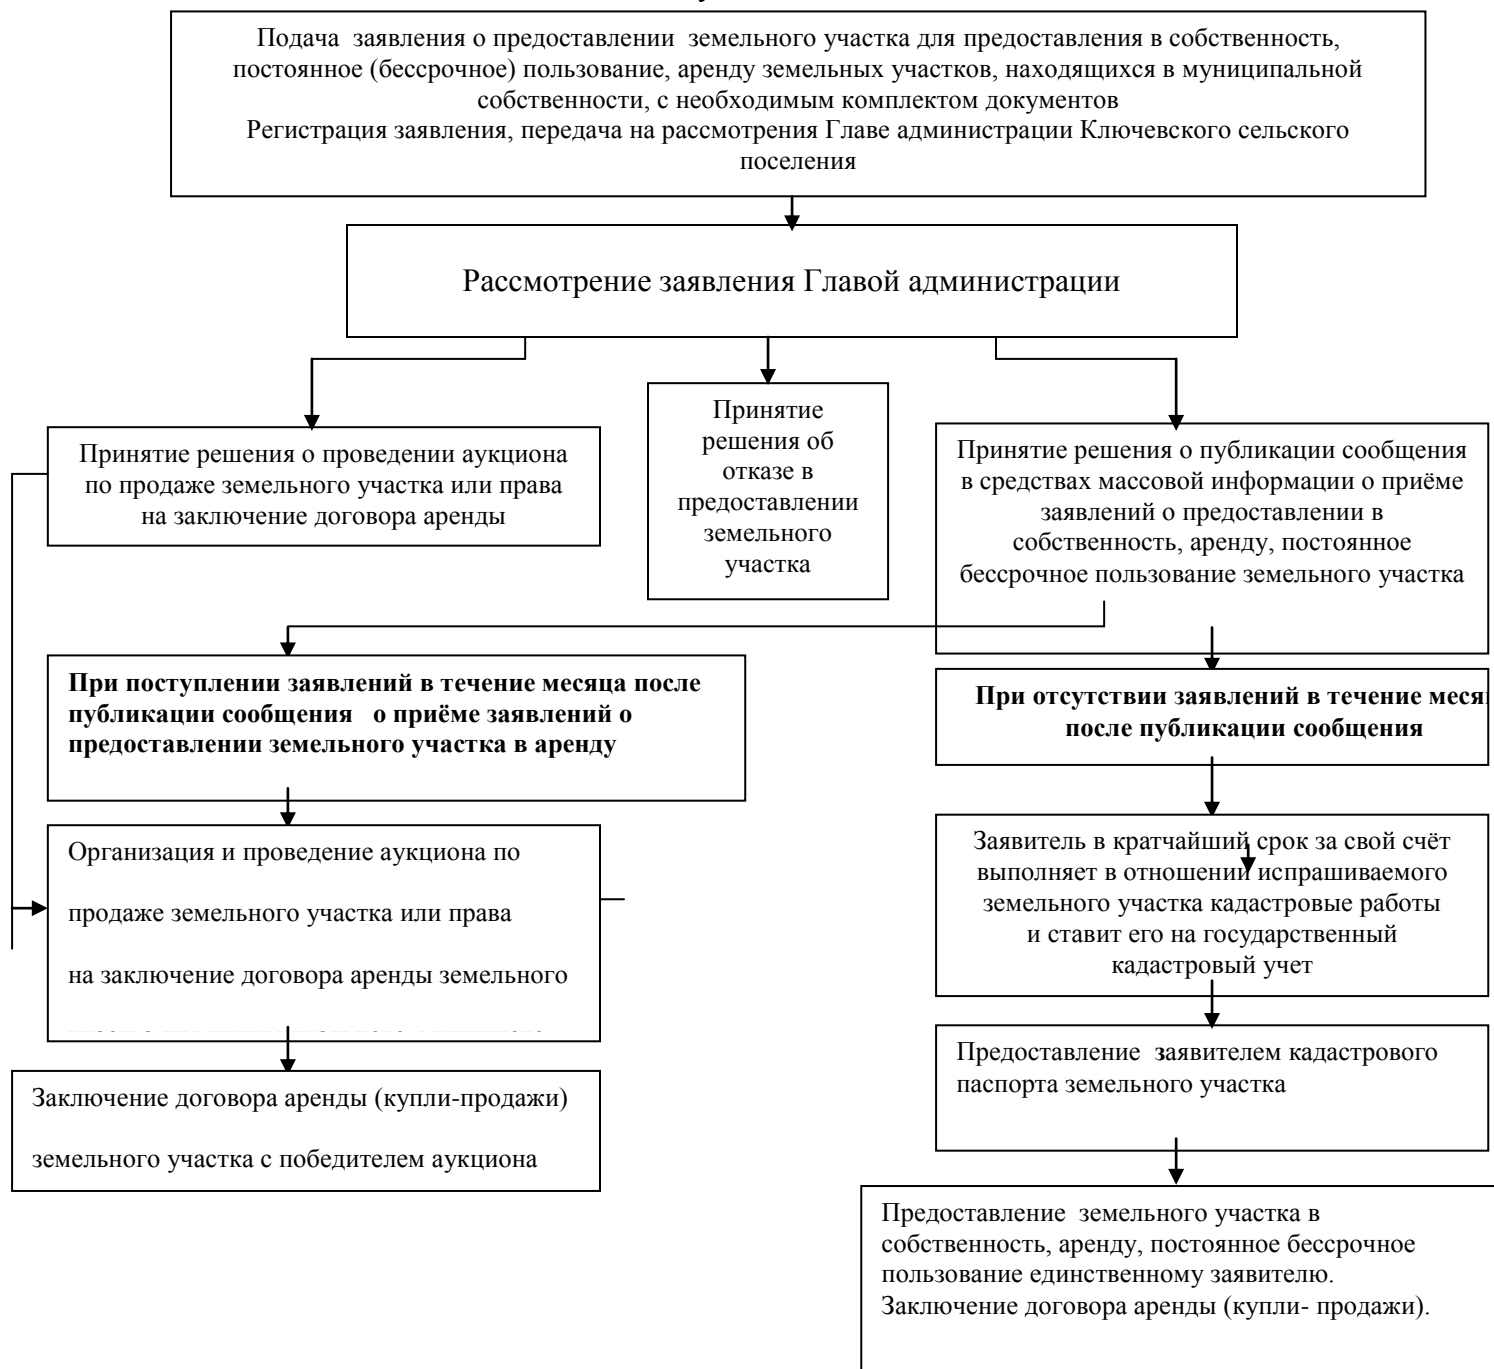 Подача заявления о предоставлении земельного участка для предоставления в собственность,
постоянное (бессрочное) пользование, аренду земельных участков, находящихся в муниципальной
собственности, с необходимым комплектом документов
Регистрация заявления, передача на рассмотрения Главе администрации Ключевского сельского
поселения
Рассмотрение заявления Главой администрации
Принятие решения о проведении аукциона
по продаже земельного участка или права
на заключение договора аренды
Принятие
решения об
отказе в
предоставлении
земельного
участка
Принятие решения о публикации сообщения
в средствах массовой информации о приёме
заявлений о предоставлении в
собственность, аренду, постоянное
бессрочное пользование земельного участка
При поступлении заявлений в течение месяца после
публикации сообщения о приёме заявлений о
предоставлении земельного участка в аренду
При отсутствии заявлений в течение меся
после публикации сообщения
Организация и проведение аукциона по
продаже земельного участка или права
на заключение договора аренды земельного
Заявитель в кратчайший срок за свой счёт
выполняет в отношении испрашиваемого
земельного участка кадастровые работы
и ставит его на государственный
кадастровый учет
Заключение договора аренды (купли-продажи)
земельного участка с победителем аукциона
Предоставление заявителем кадастрового
паспорта земельного участка
Предоставление земельного участка в
собственность, аренду, постоянное бессрочное
пользование единственному заявителю.
Заключение договора аренды (купли- продажи).